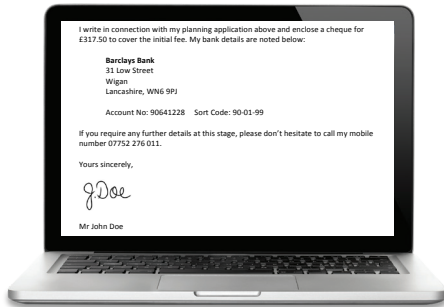 I write in connection with my planning application above and enclose a cheque for
£317.50 to cover the initial fee. My bank details are noted below:
Barclays Bank
31 Low Street
Wigan
Lancashire, WN6 9PJ
Account No: 90641228 Sort Code: 90-01-99
If you require any further details at this stage, please don't hesitate to call my mobile
number 07752 276 011.
Yours sincerely,
J.Doe
Mr John Doe